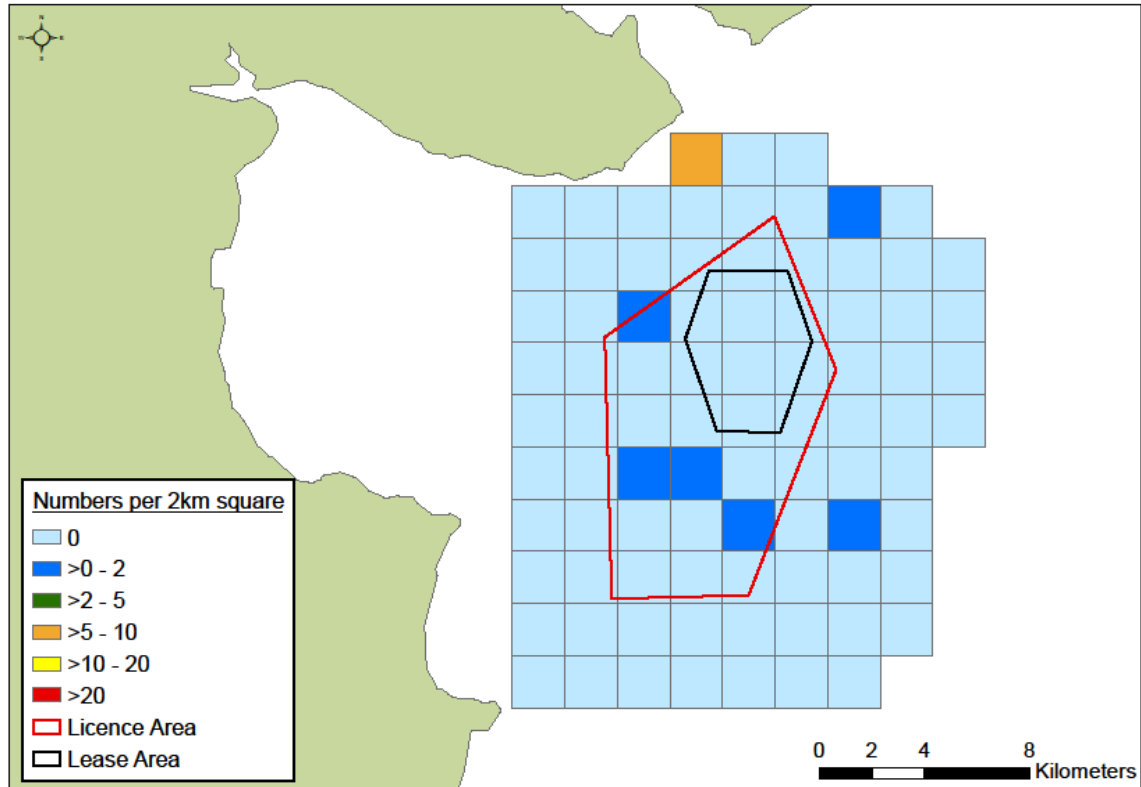 N
W E
S
Numbers per 2km square
0
>0 - 2
>2 - 5
>5 - 10
>10 - 20
>20
Licence Area
Lease Area
0 2 4 8
Kilometers